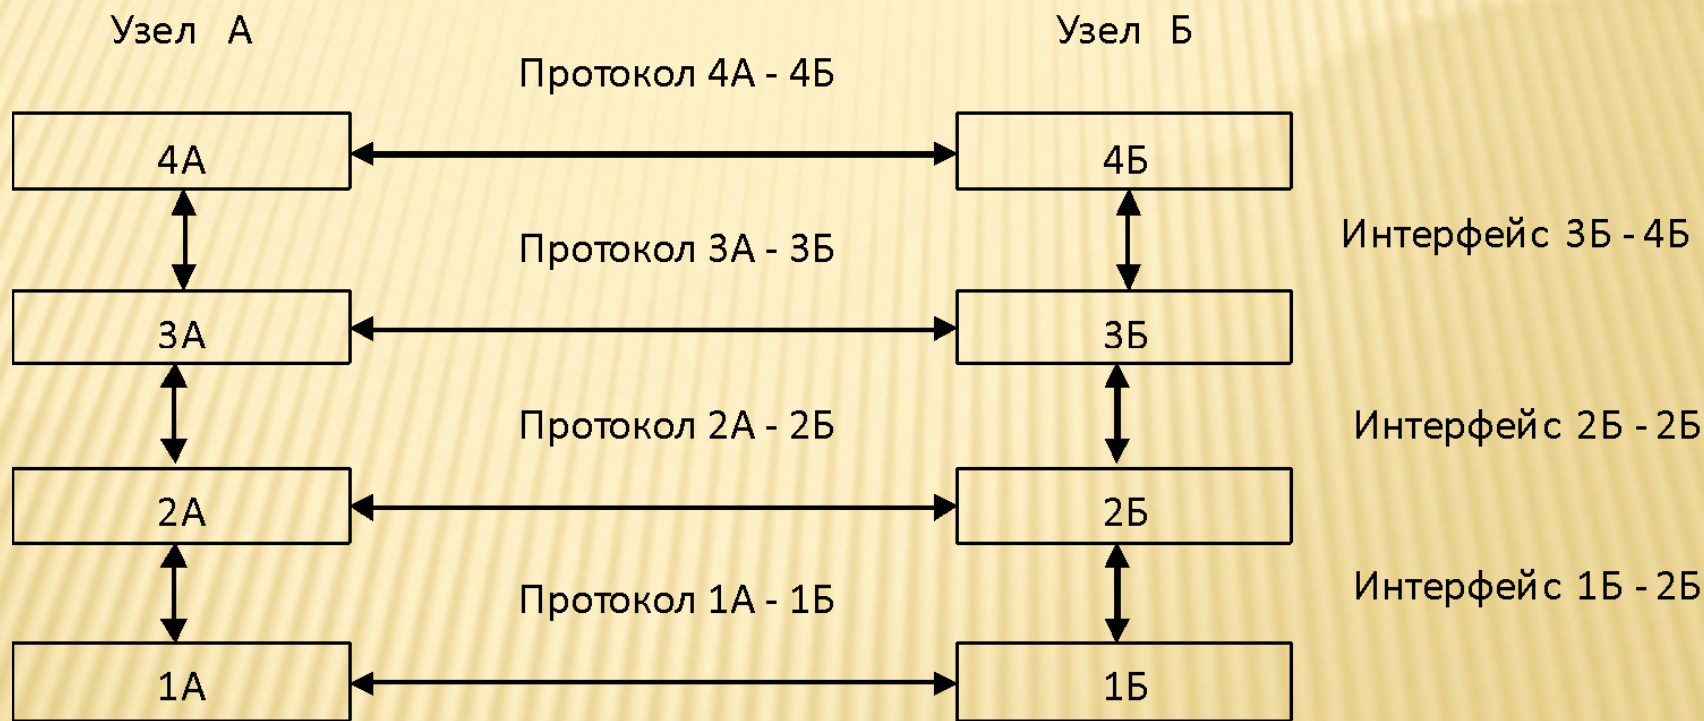 Узел А
Узел Б
Протокол 4А - 4Б
4А
4Б
Протокол 3А - 3Б
Интерфейс 3Б - 4Б
3А
3Б
Протокол 2А - 2Б
Интерфейс 2Б - 2Б
2А
2Б
Протокол 1А - 1Б
Интерфейс 1Б - 2Б
1А
1Б